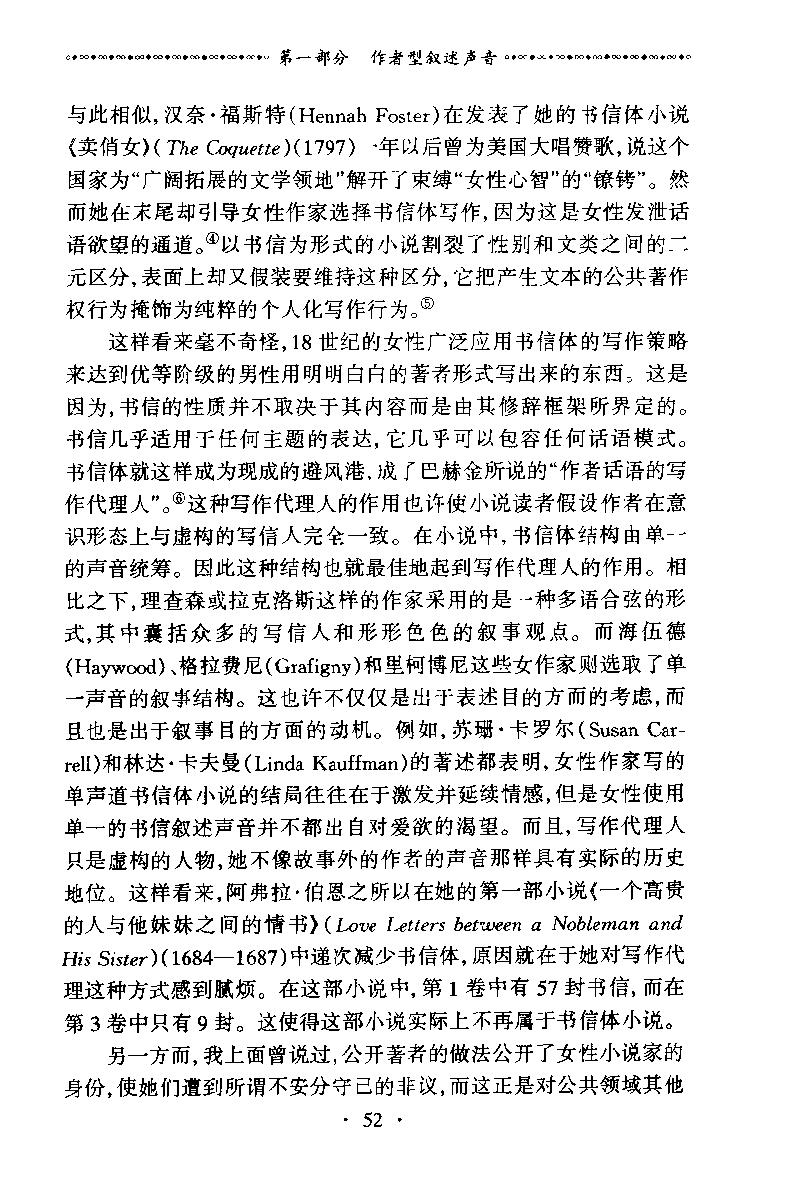 第一部分 作者型叙述声音
与此相似,汉奈·福斯特(Hennah Foster)在发表了她的书信体小说
《卖俏女》(The Coquette)(1797)一年以后曾为美国大唱赞歌,说这个
国家为“广阔拓展的文学领地”解开了束缚“女性心智”的“镣铐”。然
而她在末尾却引导女性作家选择书信体写作,因为这是女性发泄话
语欲望的通道。④以书信为形式的小说割裂了性别和文类之间的二
元区分,表面上却又假装要维持这种区分,它把产生文本的公共著作
权行为掩饰为纯粹的个人化写作行为。⑤
这样看来毫不奇怪,18世纪的女性广泛应用书信体的写作策略
来达到优等阶级的男性用明明白白的著者形式写出来的东西。这是
因为,书信的性质并不取决于其内容而是由其修辞框架所界定的。
书信几乎适用于任何主题的表达,它几乎可以包容任何话语模式。
书信体就这样成为现成的避风港,成了巴赫金所说的“作者话语的写
作代理人”。⑥这种写作代理人的作用也许使小说读者假设作者在意
识形态上与虚构的写信人完全一致。在小说中,书信体结构由单一
的声音统筹。因此这种结构也就最佳地起到写作代理人的作用。相
比之下,理查森或拉克洛斯这样的作家采用的是一种多语合弦的形
式,其中囊括众多的写信人和形形色色的叙事观点。而海伍德
(Haywood)、格拉费尼(Grafigny)和里柯博尼这些女作家则选取了单
一声音的叙事结构。这也许不仅仅是出于表述目的方面的考虑,而
且也是出于叙事目的方面的动机。例如,苏珊·卡罗尔(Susan Car-
rell)和林达·卡夫曼(Linda Kauffman)的著述都表明,女性作家写的
单声道书信体小说的结局往往在于激发并延续情感,但是女性使用
单一的书信叙述声音并不都出自对爱欲的渴望。而且,写作代理人
只是虚构的人物,她不像故事外的作者的声音那样具有实际的历史
地位。这样看来,阿弗拉·伯恩之所以在她的第一部小说《一个高贵
的人与他妹妹之间的情书》(Love Letters between a Nobleman and
His Sister)(1684—1687)中递次减少书信体,原因就在于她对写作代
理这种方式感到腻烦。在这部小说中,第1卷中有57封书信,而在
第3卷中只有9封。这使得这部小说实际上不再属于书信体小说。
另一方面,我上面曾说过,公开著者的做法公开了女性小说家的
身份,使她们遭到所谓不安分守己的非议,而这正是对公共领域其他
· 52 ·